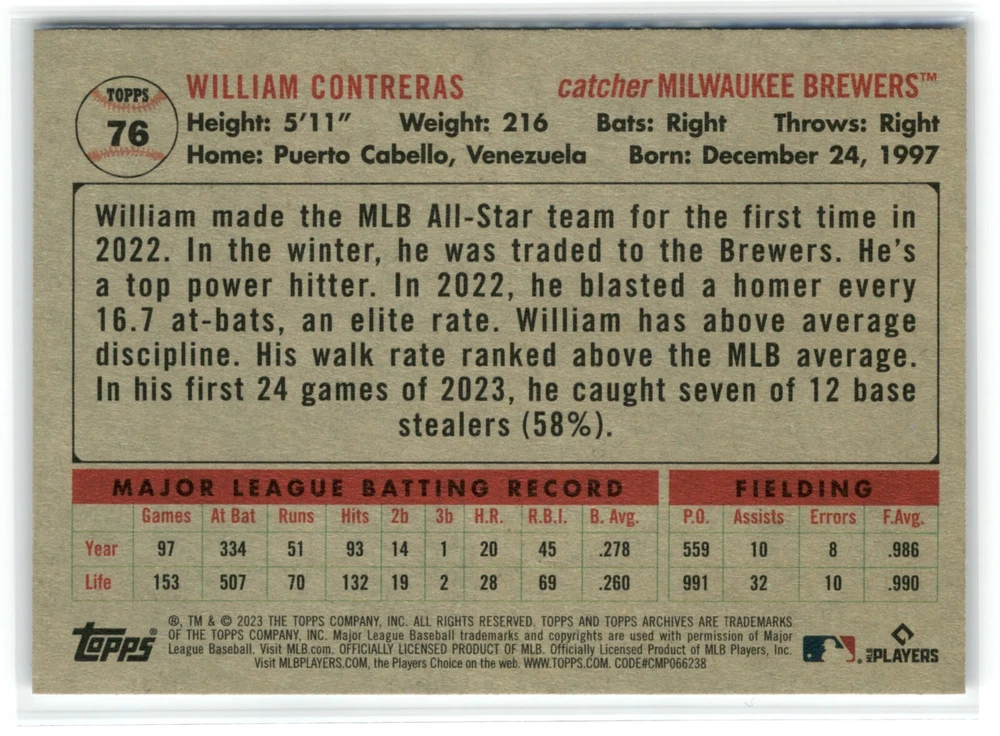 TOPPS
76
WILLIAM CONTRERAS catcher MILWAUKEE BREWERS™
Height: 5'11" Weight: 216 Bats: Right Throws: Right
Home: Puerto Cabello, Venezuela Born: December 24, 1997
William made the MLB All-Star team for the first time in
2022. In the winter, he was traded to the Brewers. He's
a top power hitter. In 2022, he blasted a homer every
16.7 at-bats, an elite rate. William has above average
discipline. His walk rate ranked above the MLB average.
In his first 24 games of 2023, he caught seven of 12 base
stealers (58%).
MAJOR LEAGUE BATTING RECORD FIELDING
Games At Bat Runs Hits 2b 3b H.R. R.B.I. B. Avg. P.O. Assists Errors F.Avg.
Year 97 334 51 93 14 1 20 45 .278 559 10 8 .986
Life 153 507 70 132 19 2 28 69 .260 991 32 10 .990
®, TM & © 2023 THE TOPPS COMPANY, INC. ALL RIGHTS RESERVED. TOPPS AND TOPPS ARCHIVES ARE TRADEMARKS
OF THE TOPPS COMPANY, INC. Major League Baseball trademarks and copyrights are used with permission of Major
League Baseball. Visit MLB.com. OFFICIALLY LICENSED PRODUCT OF MLB. Officially Licensed Product of MLB Players, Inc.
Visit MLBPLAYERS.COM, the Players Choice on the web. WWW.TOPPS.COM. CODE#CMP066238
Topps®
MLB PLAYERS